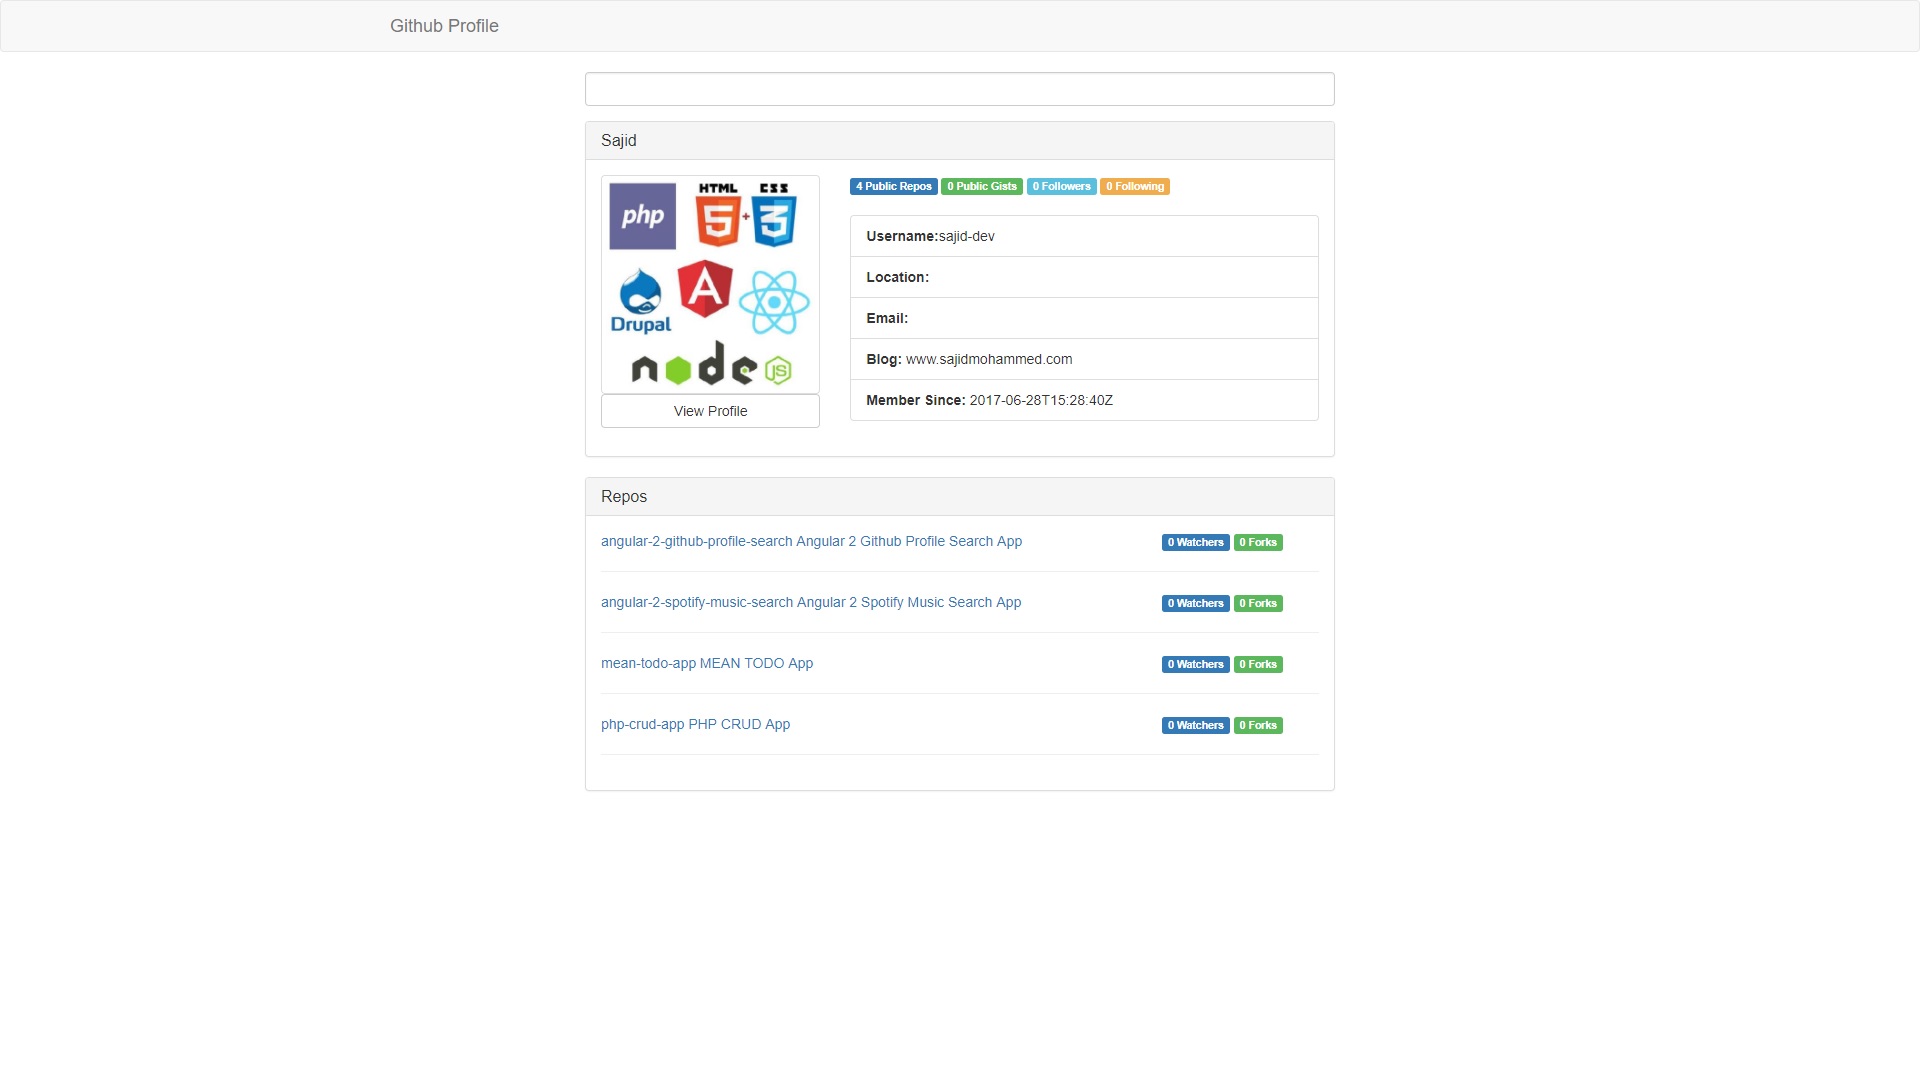 Github Profile
Sajid
php
HTML CSS
5 + 3
A
Drupal
node JS
View Profile
4 Public Repos 0 Public Gists 0 Followers 0 Following
Username:sajid-dev
Location:
Email:
Blog: www.sajidmohammed.com
Member Since: 2017-06-28T15:28:40Z
Repos
angular-2-github-profile-search Angular 2 Github Profile Search App 0 Watchers 0 Forks
angular-2-spotify-music-search Angular 2 Spotify Music Search App 0 Watchers 0 Forks
mean-todo-app MEAN TODO App 0 Watchers 0 Forks
php-crud-app PHP CRUD App 0 Watchers 0 Forks